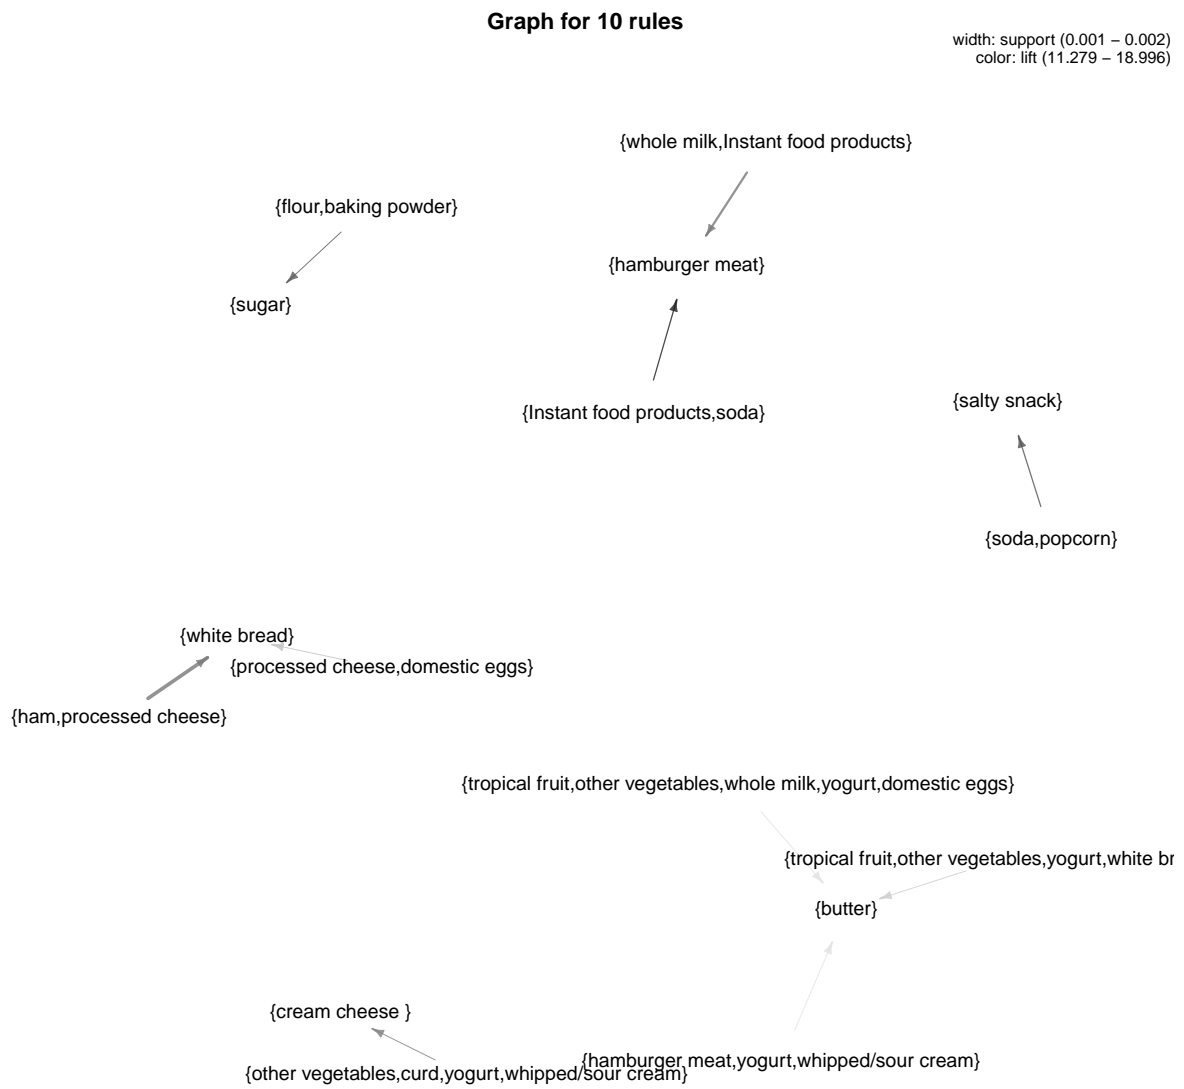 Graph for 10 rules
width: support (0.001 – 0.002)
color: lift (11.279 – 18.996)
{whole milk,Instant food products}
{flour,baking powder}
{hamburger meat}
{sugar}
{salty snack}
{Instant food products,soda}
{soda,popcorn}
{white bread}
{processed cheese,domestic eggs}
{ham,processed cheese}
{tropical fruit,other vegetables,whole milk,yogurt,domestic eggs}
{tropical fruit,other vegetables,yogurt,white br
{butter}
{cream cheese }
{hamburger meat,yogurt,whipped/sour cream}
{other vegetables,curd,yogurt,whipped/sour cream}